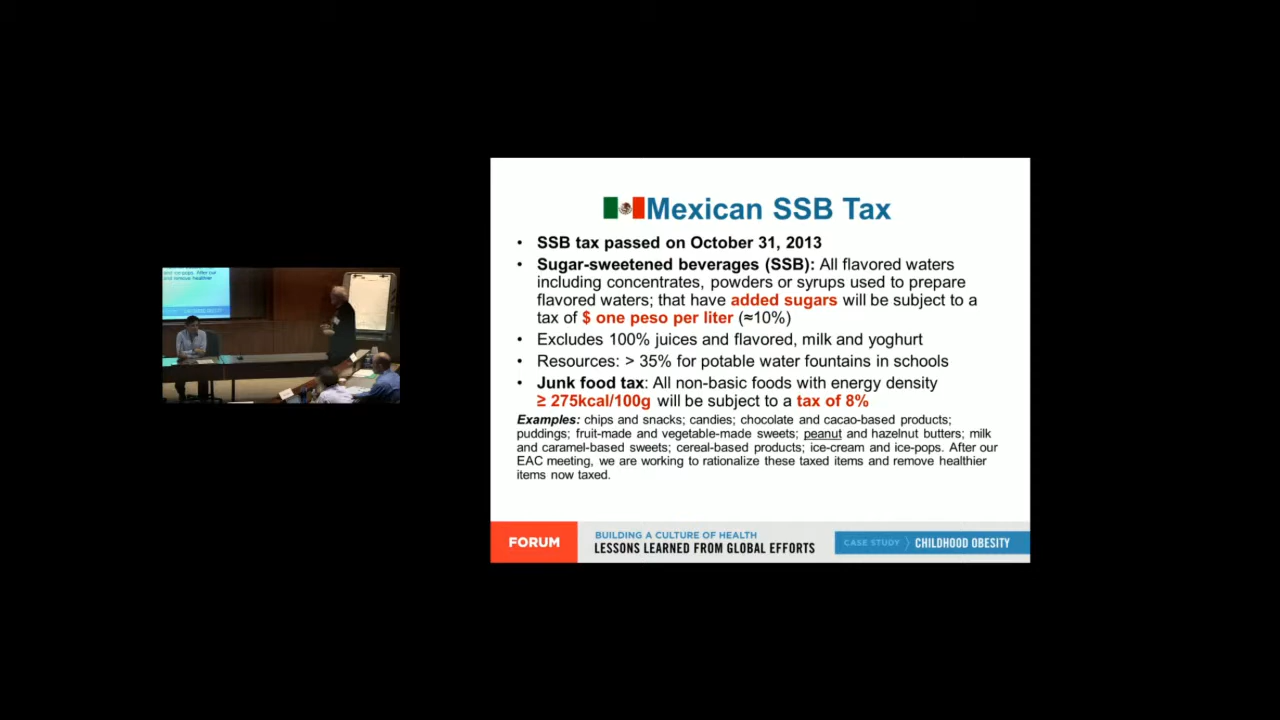 Mexican SSB Tax
• SSB tax passed on October 31, 2013
• Sugar-sweetened beverages (SSB): All flavored waters
including concentrates, powders or syrups used to prepare
flavored waters; that have added sugars will be subject to a
tax of $ one peso per liter (≈10%)
• Excludes 100% juices and flavored, milk and yoghurt
• Resources: > 35% for potable water fountains in schools
• Junk food tax: All non-basic foods with energy density
≥ 275kcal/100g will be subject to a tax of 8%
Examples: chips and snacks; candies; chocolate and cacao-based products;
puddings; fruit-made and vegetable-made sweets; peanut and hazelnut butters; milk
and caramel-based sweets; cereal-based products; ice-cream and ice-pops. After our
EAC meeting, we are working to rationalize these taxed items and remove healthier
items now taxed.
FORUM
BUILDING A CULTURE OF HEALTH
LESSONS LEARNED FROM GLOBAL EFFORTS
CASE STUDY 〉 CHILDHOOD OBESITY